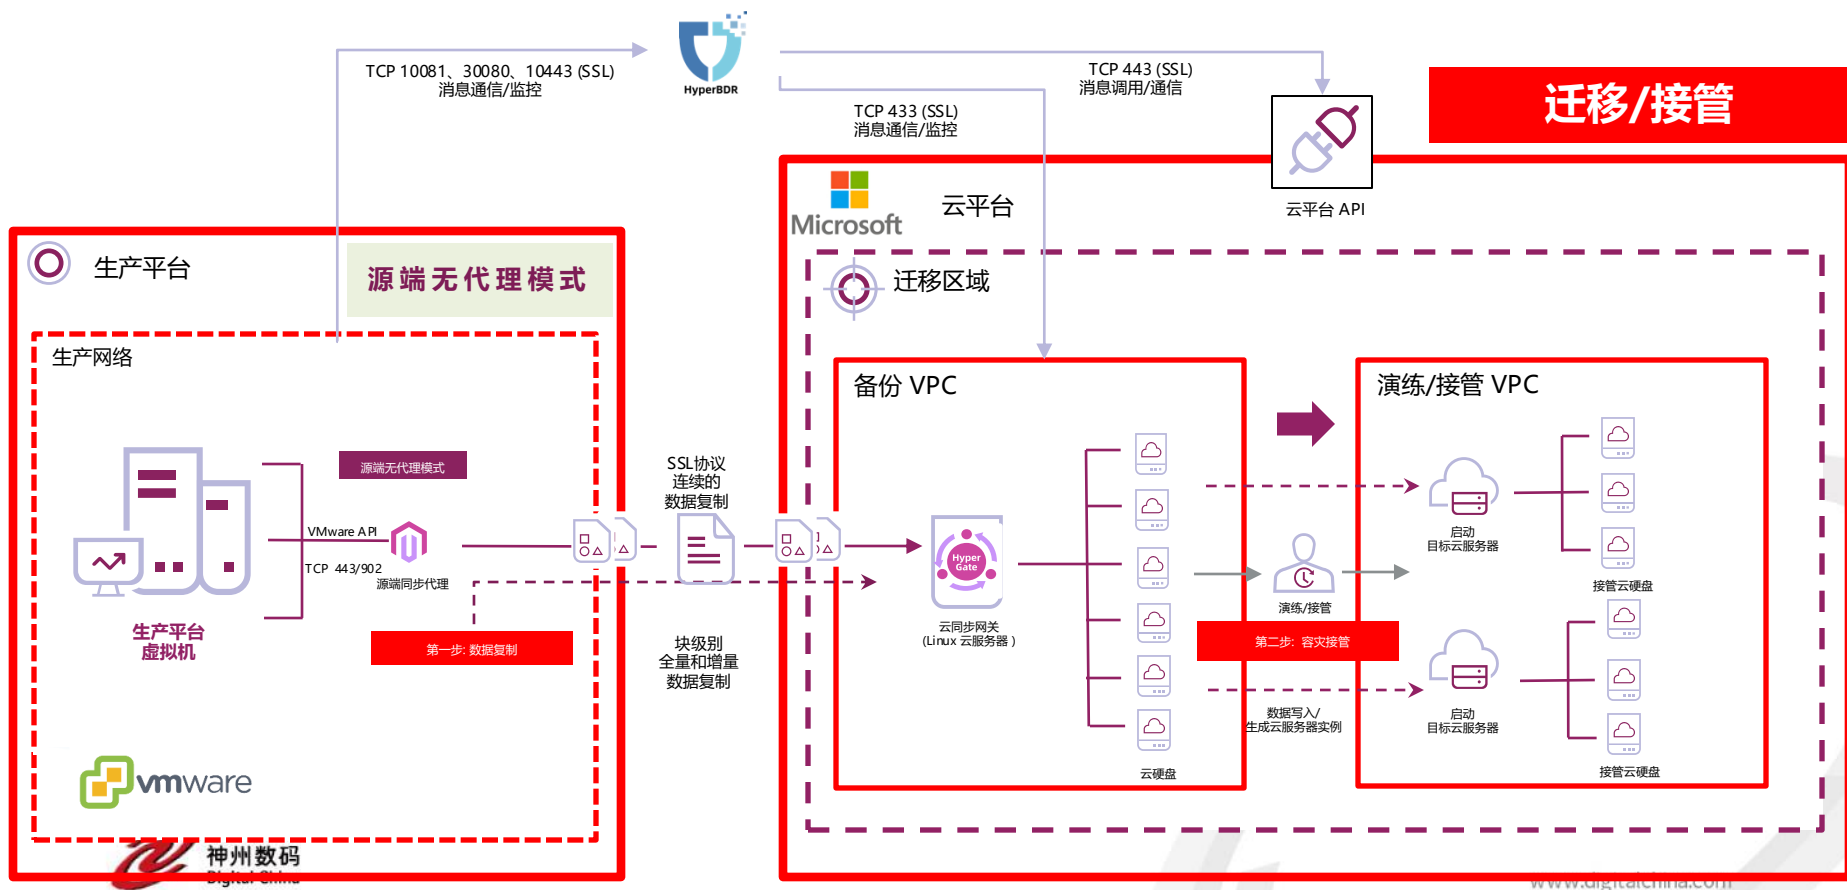 TCP 10081、30080、10443 (SSL)
消息通信/监控
HyperBDR
TCP 443 (SSL)
消息调用/通信
TCP 433 (SSL)
消息通信/监控
迁移/接管
云平台 API
Microsoft
云平台
生产平台
源端无代理模式
迁移区域
生产网络
备份 VPC
演练/接管 VPC
源端无代理模式
VMware API
TCP 443/902
源端同步代理
生产平台
虚拟机
第一步: 数据复制
SSL协议
连续的
数据复制
块级别
全量和增量
数据复制
Hyper
Gate
云同步网关
(Linux 云服务器 )
云硬盘
演练/接管
第二步: 容灾接管
数据写入/
生成云服务器实例
启动
目标云服务器
接管云硬盘
启动
目标云服务器
接管云硬盘
vmware
神州数码
Digital China
www.digitalchina.com